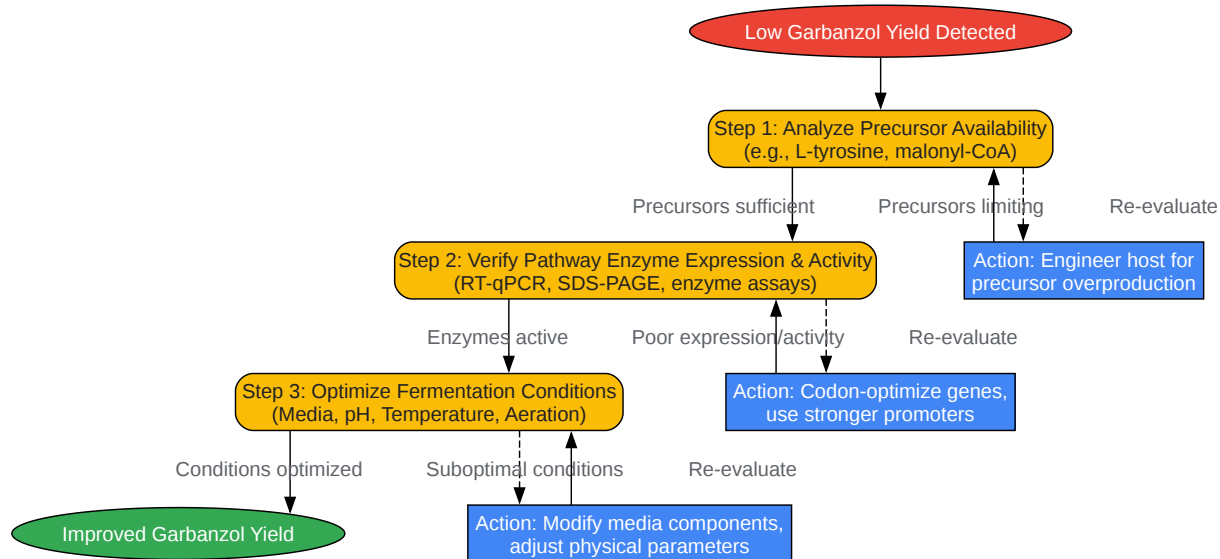 Low Garbanzol Yield Detected
Step 1: Analyze Precursor Availability
(e.g., L-tyrosine, malonyl-CoA)
Precursors sufficient
Precursors limiting
Re-evaluate
Step 2: Verify Pathway Enzyme Expression & Activity
(RT-qPCR, SDS-PAGE, enzyme assays)
Action: Engineer host for
precursor overproduction
Enzymes active
Poor expression/activity
Re-evaluate
Step 3: Optimize Fermentation Conditions
(Media, pH, Temperature, Aeration)
Action: Codon-optimize genes,
use stronger promoters
Conditions optimized
Suboptimal conditions
Re-evaluate
Improved Garbanzol Yield
Action: Modify media components,
adjust physical parameters